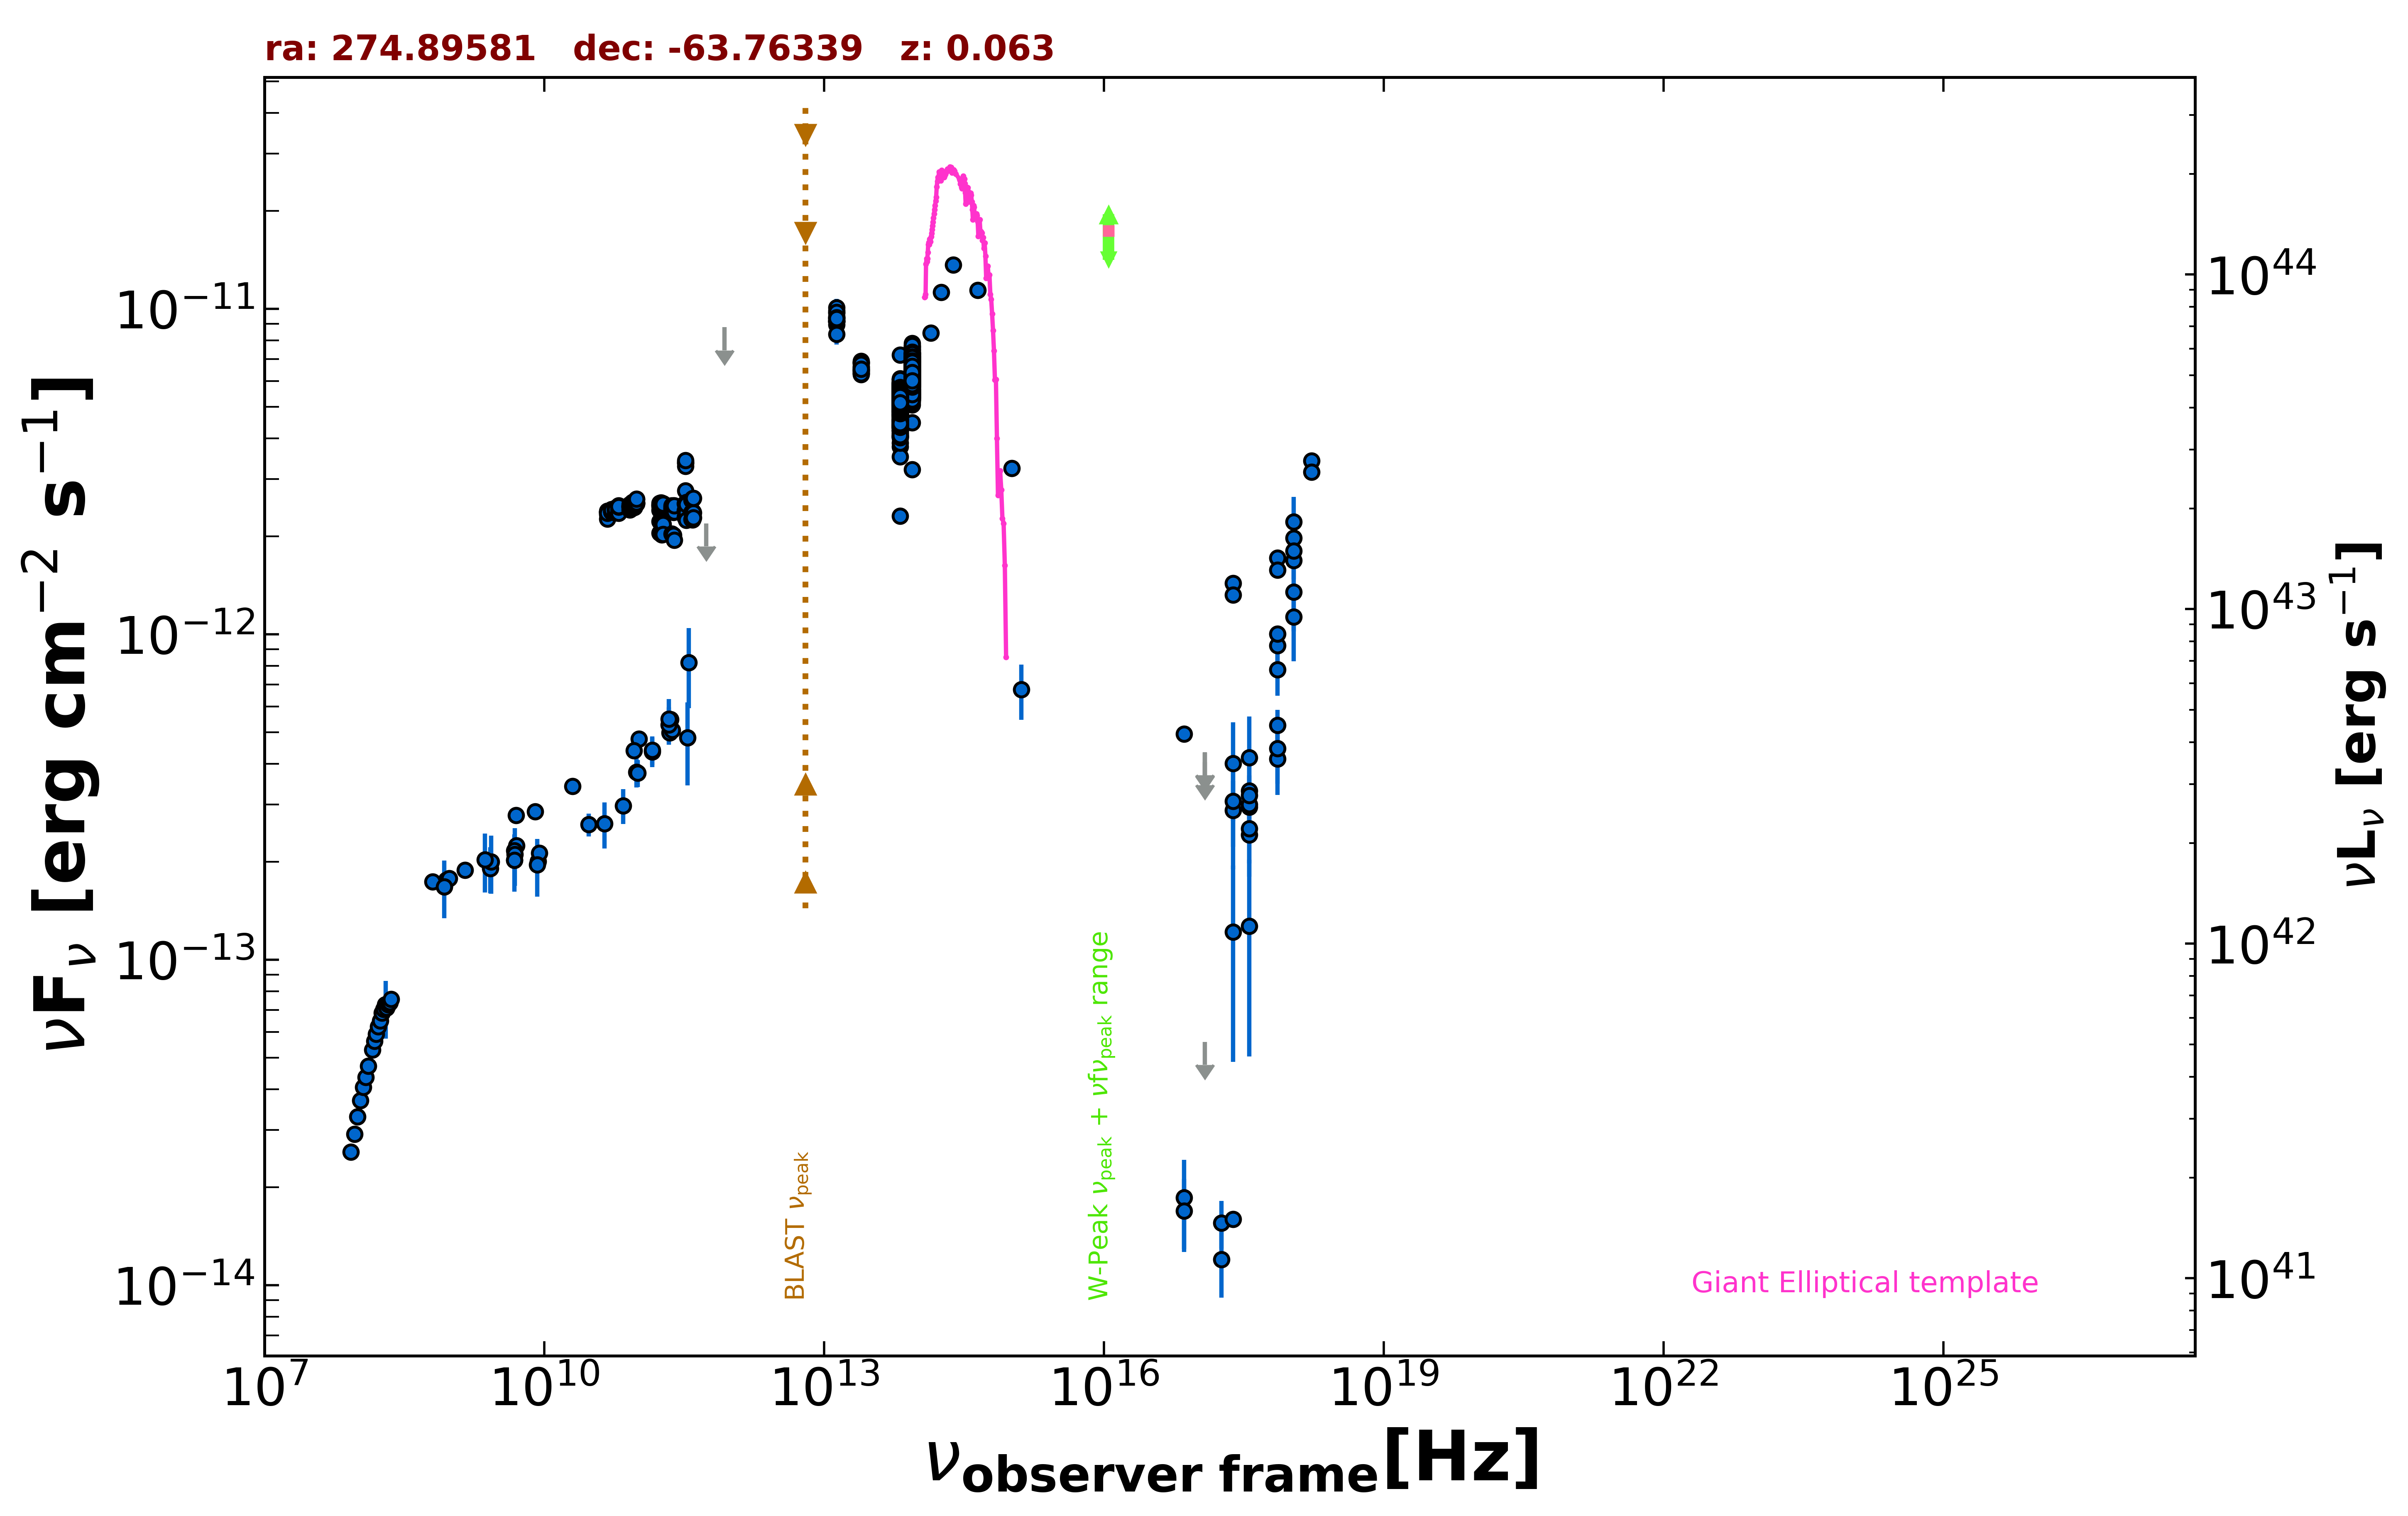 ra: 274.89581   dec: -63.76339   z: 0.063
νFν [erg cm⁻² s⁻¹]
10⁻¹¹
10⁻¹²
10⁻¹³
10⁻¹⁴
BLAST νpeak
W-Peak νpeak + νfνpeak range
Giant Elliptical template
10⁴⁴
10⁴³
10⁴²
10⁴¹
νLν [erg s⁻¹]
10⁷ 10¹⁰ 10¹³ 10¹⁶ 10¹⁹ 10²² 10²⁵
νobserver frame[Hz]